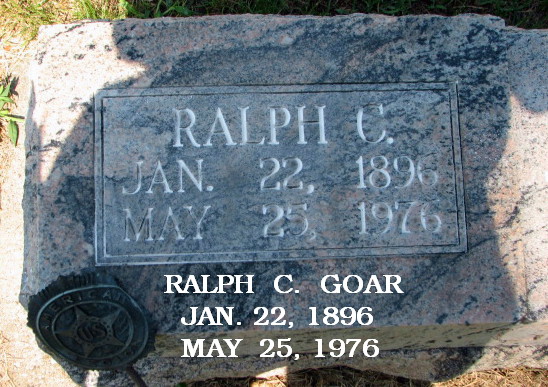 RALPH C.
JAN. 22, 1896
MAY 25, 1976
RALPH C. GOAR
JAN. 22, 1896
MAY 25, 1976